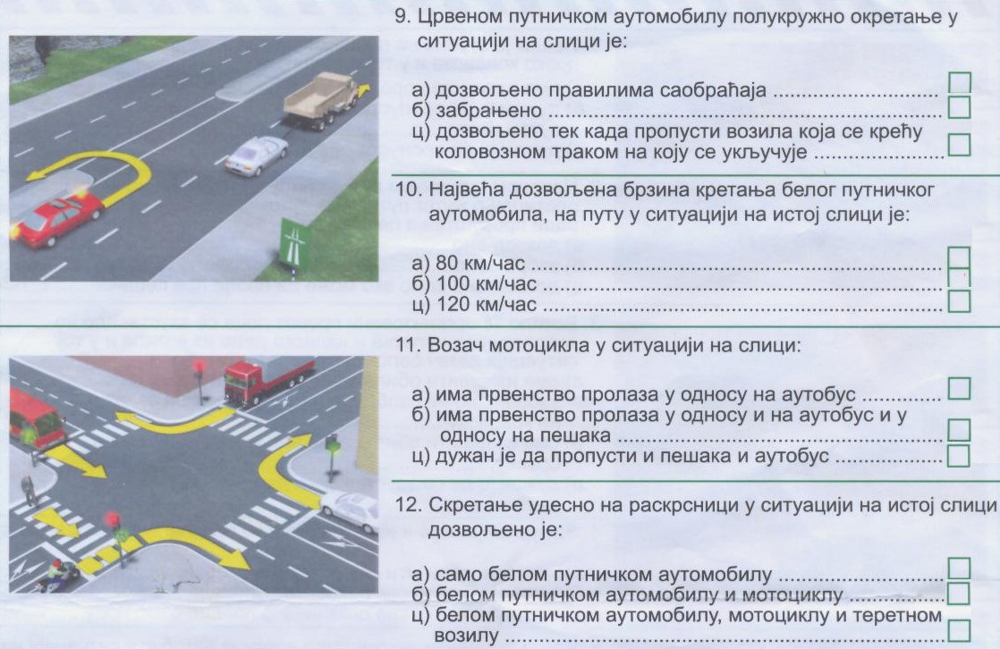 9. Црвеном путничком аутомобилу полукружно окретање у
ситуацији на слици је:
а) дозвољено правилима саобраћаја ..............................
б) забрањено ..............................................................
ц) дозвољено тек када пропусти возила која се крећу
коловозном траком на коју се укључује .......................
10. Највећа дозвољена брзина кретања белог путничког
аутомобила, на путу у ситуацији на истој слици је:
а) 80 км/час ................................................................
б) 100 км/час ..............................................................
ц) 120 км/час ..............................................................
11. Возач мотоцикла у ситуацији на слици:
а) има првенство пролаза у односу на аутобус ..............
б) има првенство пролаза у односу и на аутобус и у
односу на пешака ......................................................
ц) дужан је да пропусти и пешака и аутобус ..................
12. Скретање удесно на раскрсници у ситуацији на истој слици
дозвољено је:
а) само белом путничком аутомобилу ............................
б) белом путничком аутомобилу и мотоциклу .................
ц) белом путничком аутомобилу, мотоциклу и теретном
возилу .......................................................................